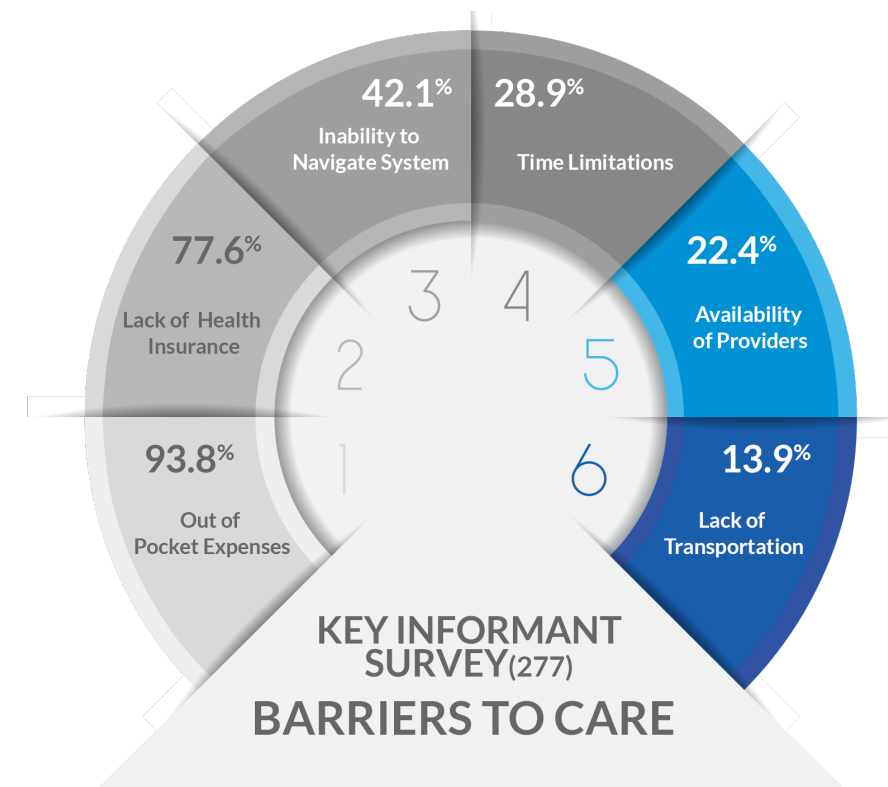 93.8%
Out of
Pocket Expenses
1
77.6%
Lack of Health
Insurance
2
42.1%
Inability to
Navigate System
3
28.9%
Time Limitations
4
22.4%
Availability
of Providers
5
13.9%
Lack of
Transportation
6
KEY INFORMANT
SURVEY(277)
BARRIERS TO CARE